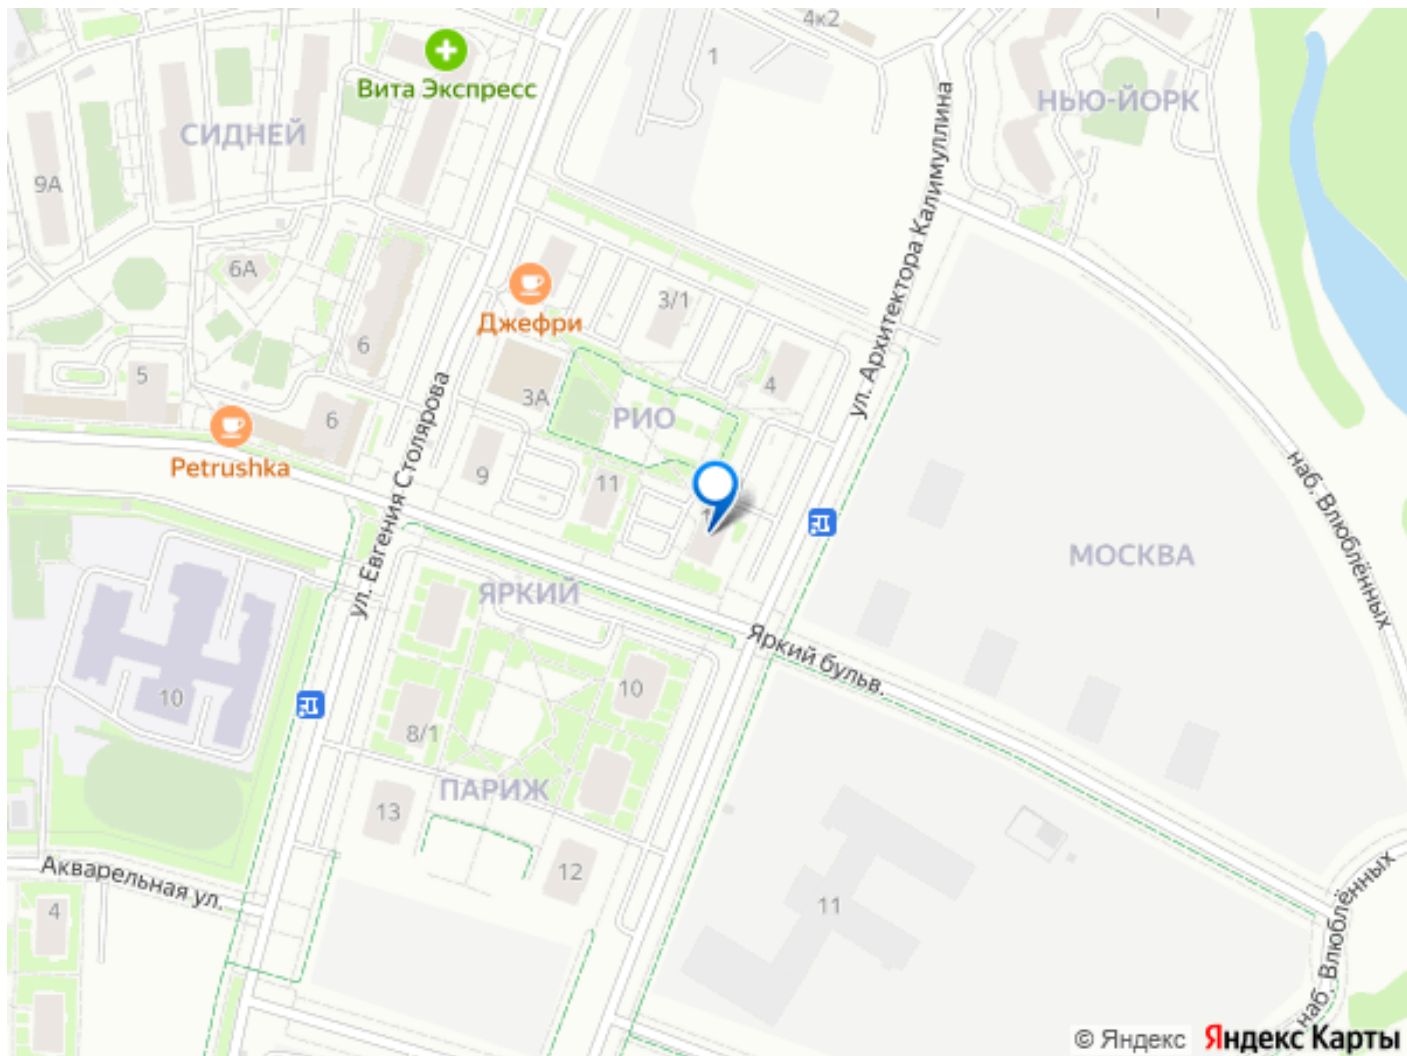 4к2
1
1
Вита Экспресс
НЬЮ-ЙОРК
СИДНЕЙ
9А
ул. Архитектора Калимуллина
6А
3/1
Джефри
6
5
4
3А
РИО
6
Petrushka
9
11
ул. Евгения Столярова
наб. Влюблённых
МОСКВА
ЯРКИЙ
Яркий бульв.
10
10
8/1
ПАРИЖ
13
12
Акварельная ул.
4
11
наб. Влюблённых
© Яндекс Яндекс Карты